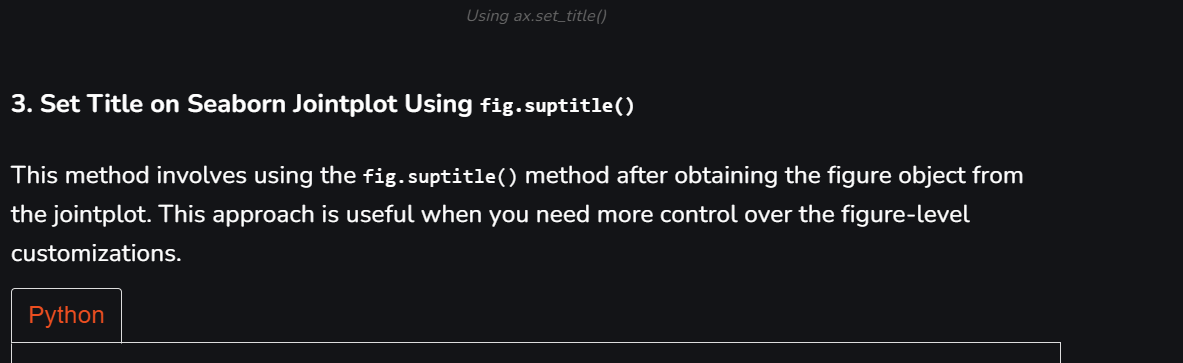 Using ax.set_title()
3. Set Title on Seaborn Jointplot Using fig.suptitle()
This method involves using the fig.suptitle() method after obtaining the figure object from
the jointplot. This approach is useful when you need more control over the figure-level
customizations.
Python